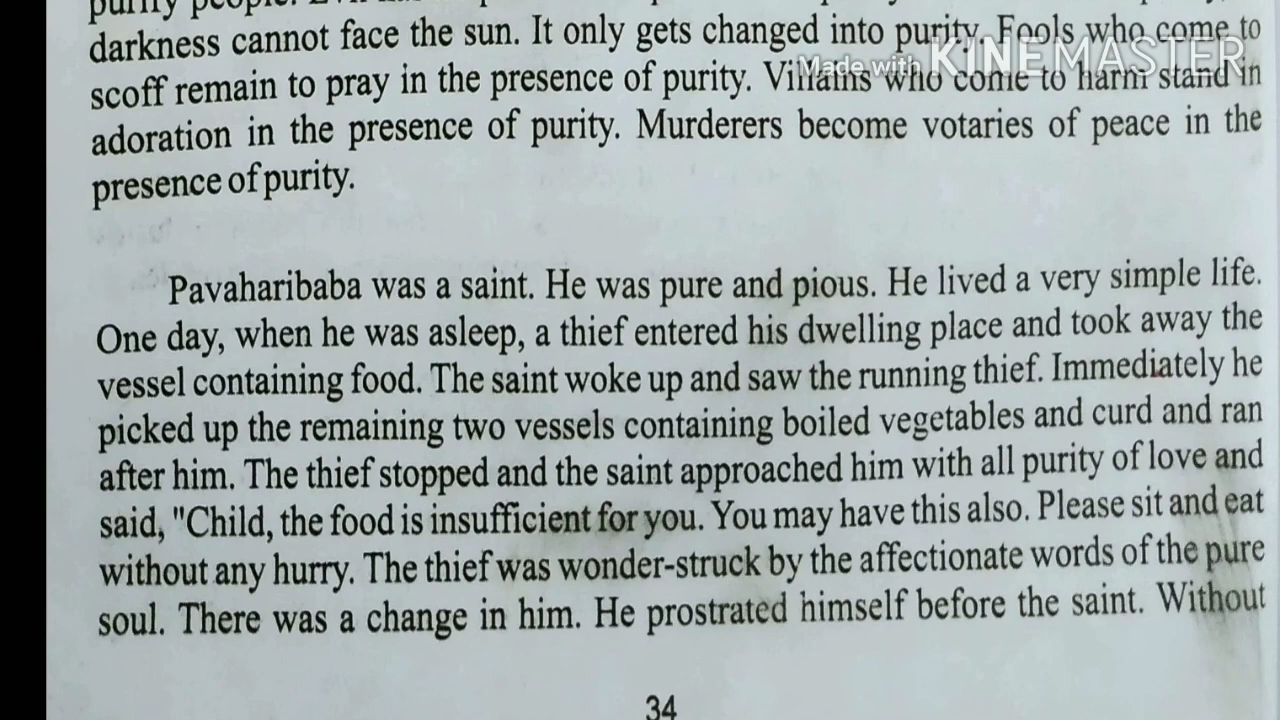 purify people.
darkness cannot face the sun. It only gets changed into purity. Fools who come to
Made with KINEMASTER
scoff remain to pray in the presence of purity. Villains who come to harm stand in
adoration in the presence of purity. Murderers become votaries of peace in the
presence of purity.
Pavaharibaba was a saint. He was pure and pious. He lived a very simple life.
One day, when he was asleep, a thief entered his dwelling place and took away the
vessel containing food. The saint woke up and saw the running thief. Immediately he
picked up the remaining two vessels containing boiled vegetables and curd and ran
after him. The thief stopped and the saint approached him with all purity of love and
said, "Child, the food is insufficient for you. You may have this also. Please sit and eat
without any hurry. The thief was wonder-struck by the affectionate words of the pure
soul. There was a change in him. He prostrated himself before the saint. Without
34